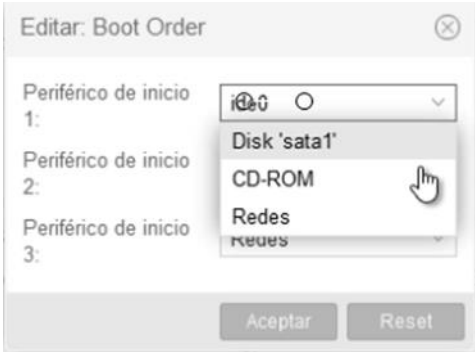 Editar: Boot Order
Periférico de inicio
1:
ide0
Disk 'sata1'
Periférico de inicio
2:
CD-ROM
Redes
Periférico de inicio
3:
Redes
Aceptar
Reset